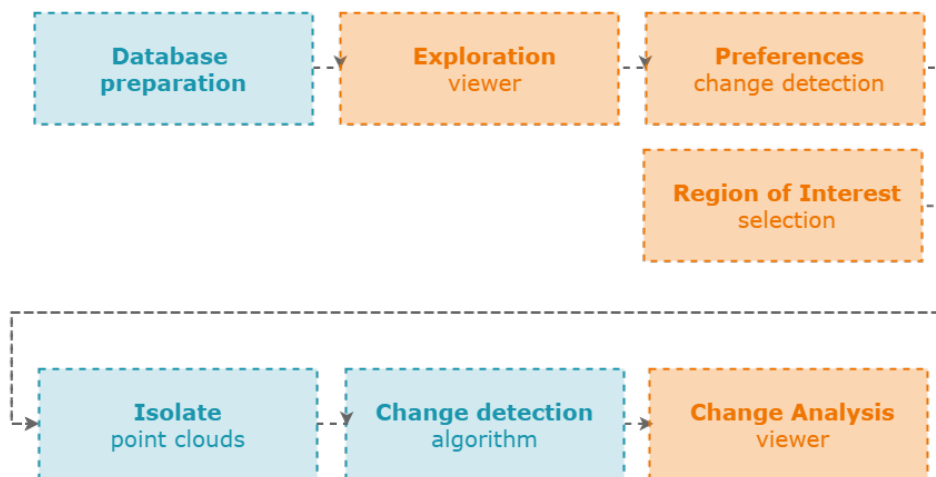 Database
preparation
Exploration
viewer
Preferences
change detection
Region of Interest
selection
Isolate
point clouds
Change detection
algorithm
Change Analysis
viewer